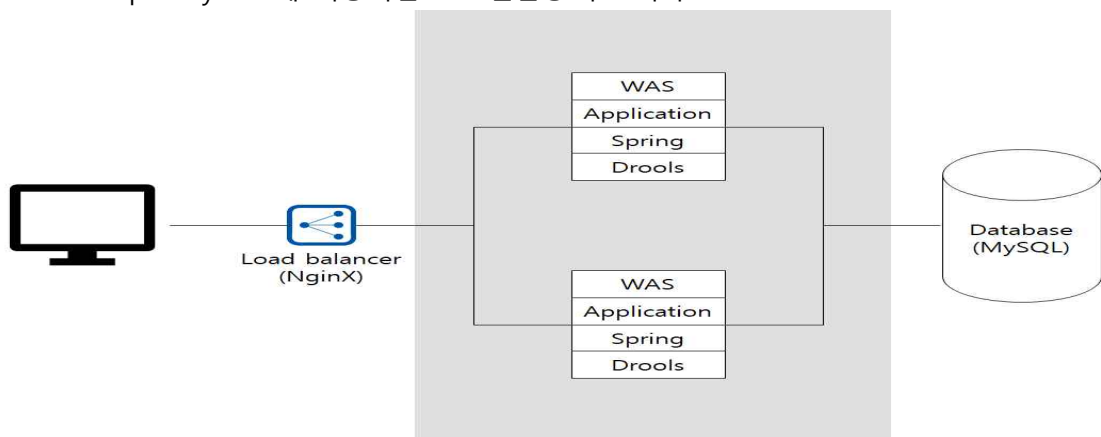 WAS
Application
Spring
Drools
Load balancer
(NginX)
Database
(MySQL)
WAS
Application
Spring
Drools